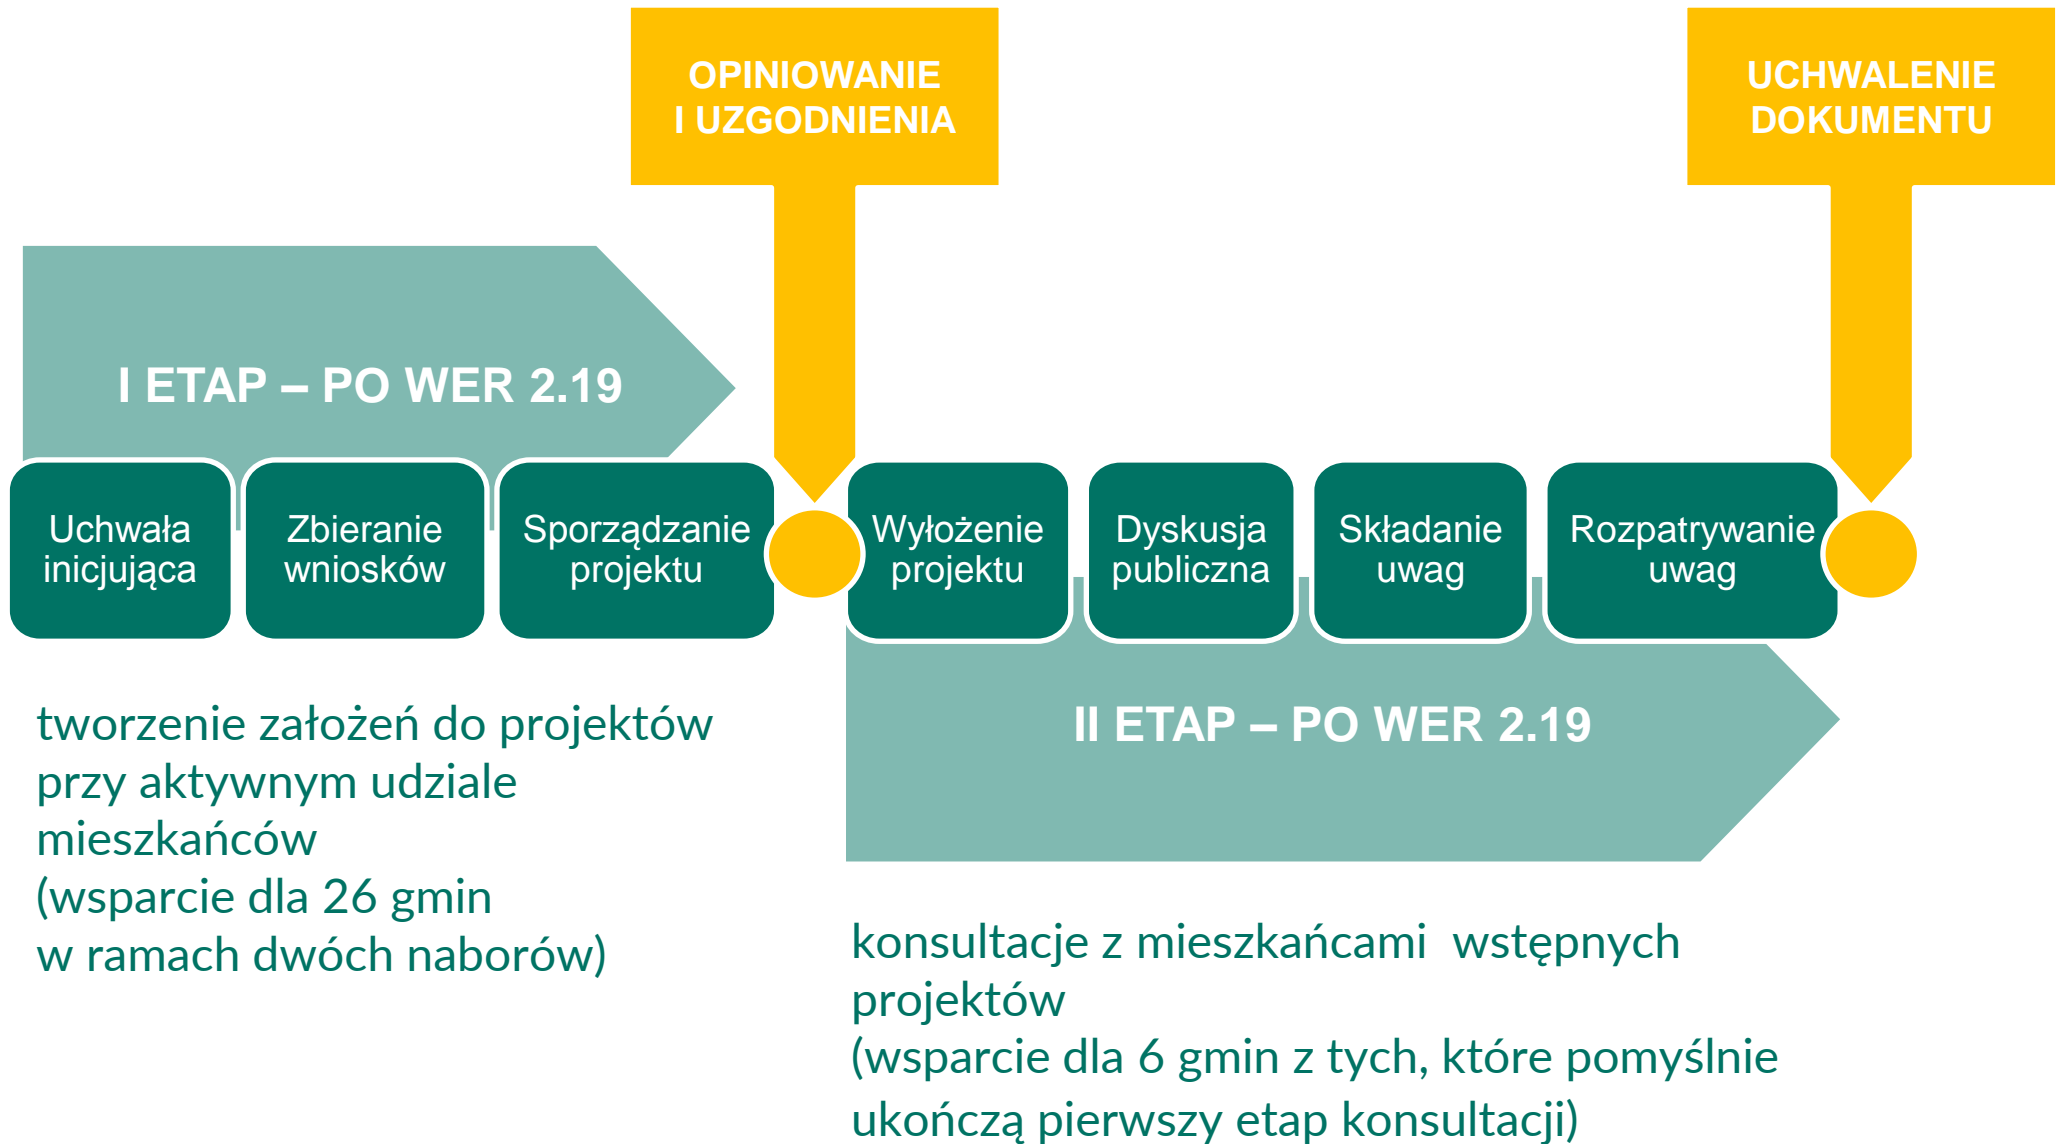 OPINIOWANIE
I UZGODNIENIA
UCHWALENIE
DOKUMENTU
I ETAP – PO WER 2.19
Uchwała
inicjująca
Zbieranie
wniosków
Sporządzanie
projektu
Wyłożenie
projektu
Dyskusja
publiczna
Składanie
uwag
Rozpatrywanie
uwag
II ETAP – PO WER 2.19
tworzenie założeń do projektów
przy aktywnym udziale
mieszkańców
(wsparcie dla 26 gmin
w ramach dwóch naborów)
konsultacje z mieszkańcami  wstępnych
projektów
(wsparcie dla 6 gmin z tych, które pomyślnie
ukończą pierwszy etap konsultacji)